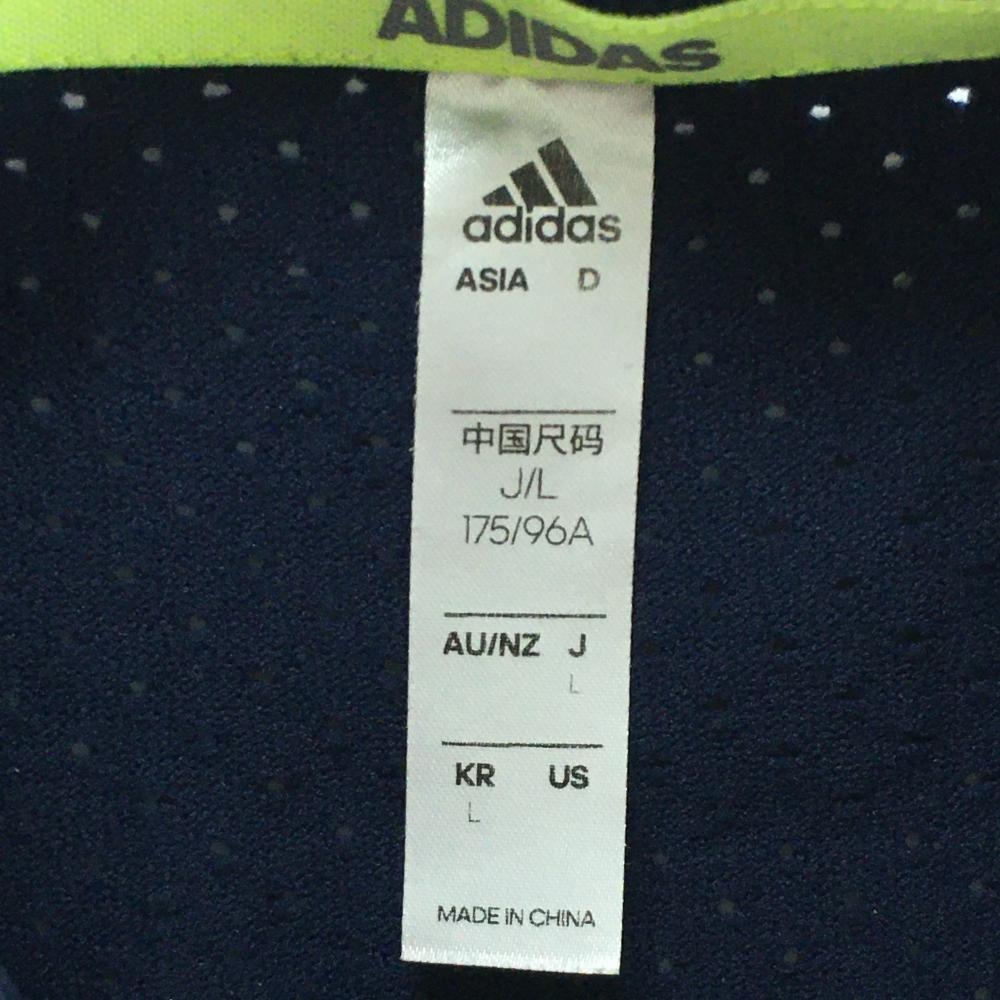 ADIDAS
adidas
ASIA D
中国尺码
J/L
175/96A
AU/NZ J
L
KR US
L
MADE IN CHINA